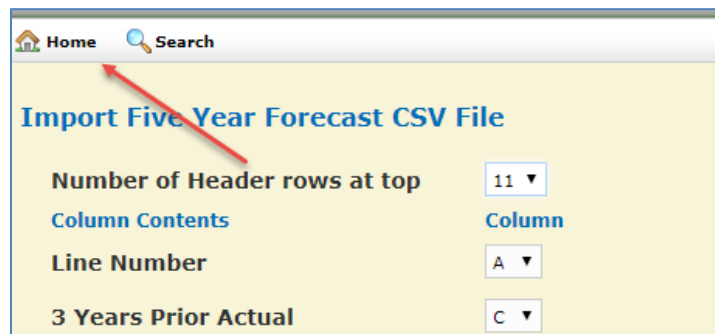 Home Search
Import Five Year Forecast CSV File
Number of Header rows at top 11
Column Contents Column
Line Number A
3 Years Prior Actual C